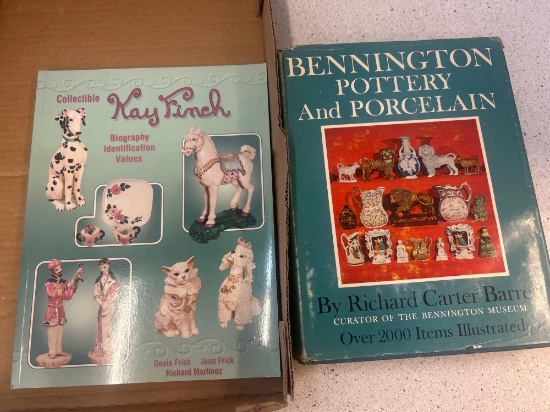 Collectible
Kay Finch
Biography
Identification
Values
Devin Frick Jean Frick
Richard Martinez
BENNINGTON
POTTERY
And PORCELAIN
By Richard Carter Barre
CURATOR OF THE BENNINGTON MUSEUM
Over 2000 Items Illustrated